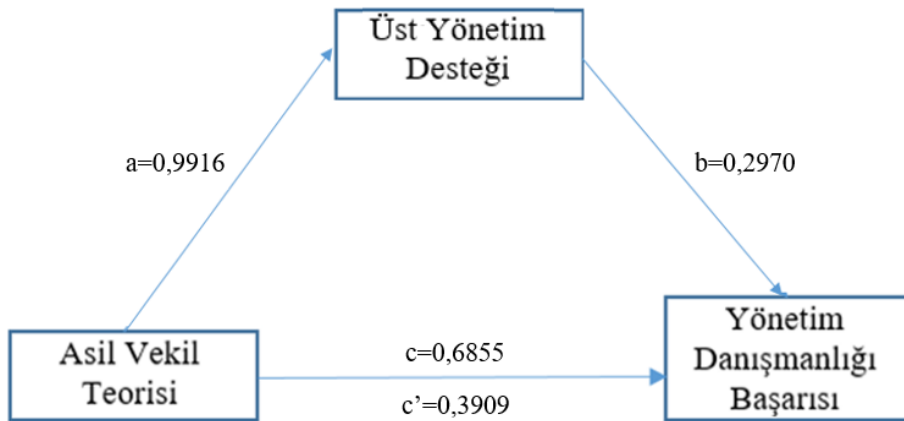 Üst Yönetim
Desteği
a=0,9916
b=0,2970
Asil Vekil
Teorisi
c=0,6855
c’=0,3909
Yönetim
Danışmanlığı
Başarısı